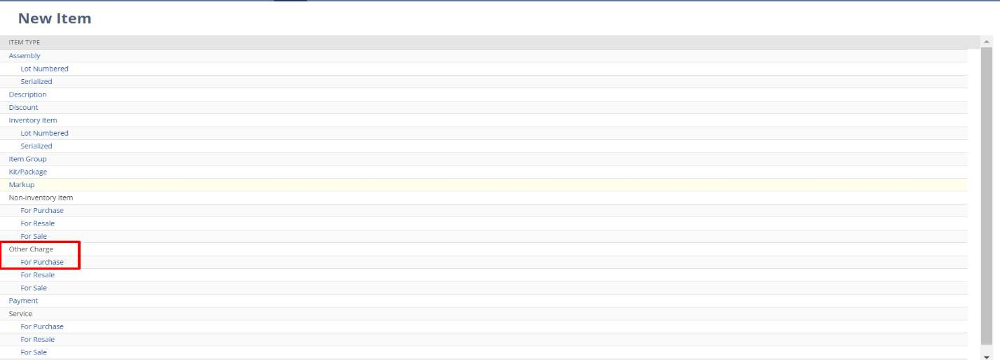 New Item
ITEM TYPE
Assembly
Lot Numbered
Serialized
Description
Discount
Inventory Item
Lot Numbered
Serialized
Item Group
Kit/Package
Markup
Non-inventory Item
For Purchase
For Resale
For Sale
Other Charge
For Purchase
For Resale
For Sale
Payment
Service
For Purchase
For Resale
For Sale